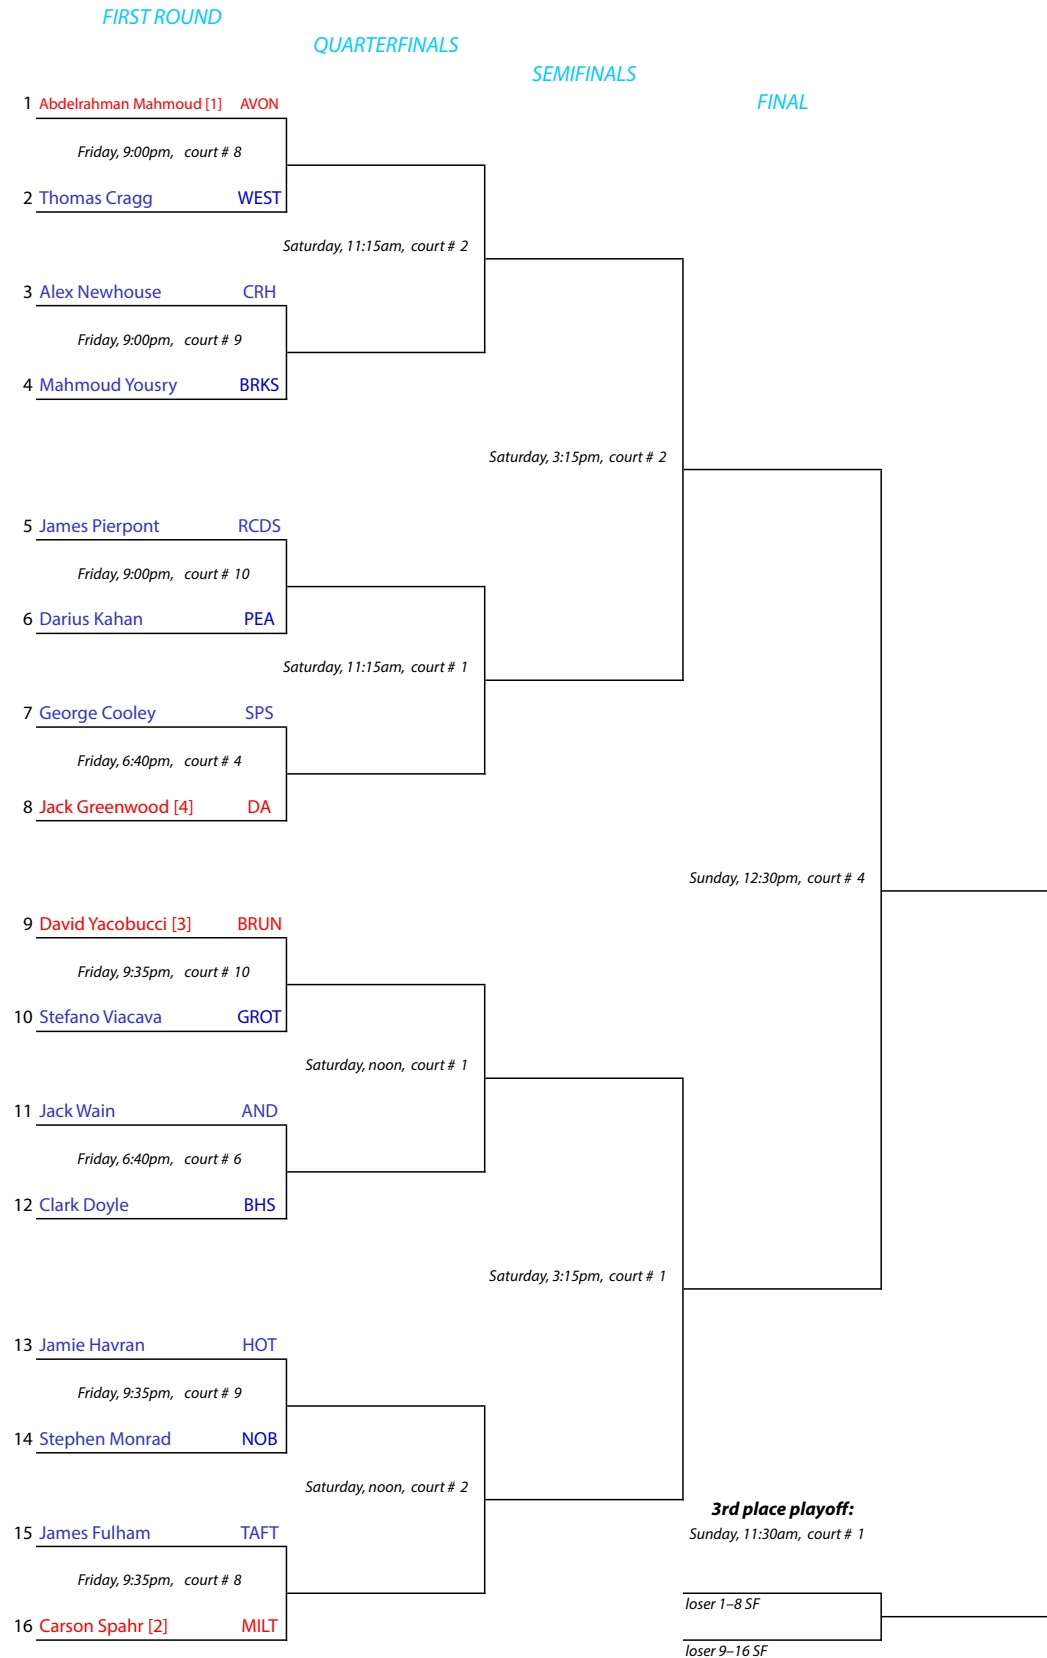 FIRST ROUND
QUARTERFINALS
SEMIFINALS
FINAL
1 Abdelrahman Mahmoud [1] AVON
Friday, 9:00pm, court # 8
2 Thomas Cragg WEST
Saturday, 11:15am, court # 2
3 Alex Newhouse CRH
Friday, 9:00pm, court # 9
4 Mahmoud Yousry BRKS
Saturday, 3:15pm, court # 2
5 James Pierpont RCDS
Friday, 9:00pm, court # 10
6 Darius Kahan PEA
Saturday, 11:15am, court # 1
7 George Cooley SPS
Friday, 6:40pm, court # 4
8 Jack Greenwood [4] DA
Sunday, 12:30pm, court # 4
9 David Yacobucci [3] BRUN
Friday, 9:35pm, court # 10
10 Stefano Viacava GROT
Saturday, noon, court # 1
11 Jack Wain AND
Friday, 6:40pm, court # 6
12 Clark Doyle BHS
Saturday, 3:15pm, court # 1
13 Jamie Havran HOT
Friday, 9:35pm, court # 9
14 Stephen Monrad NOB
Saturday, noon, court # 2
3rd place playoff:
15 James Fulham TAFT
Sunday, 11:30am, court # 1
Friday, 9:35pm, court # 8
loser 1–8 SF
16 Carson Spahr [2] MILT
loser 9–16 SF